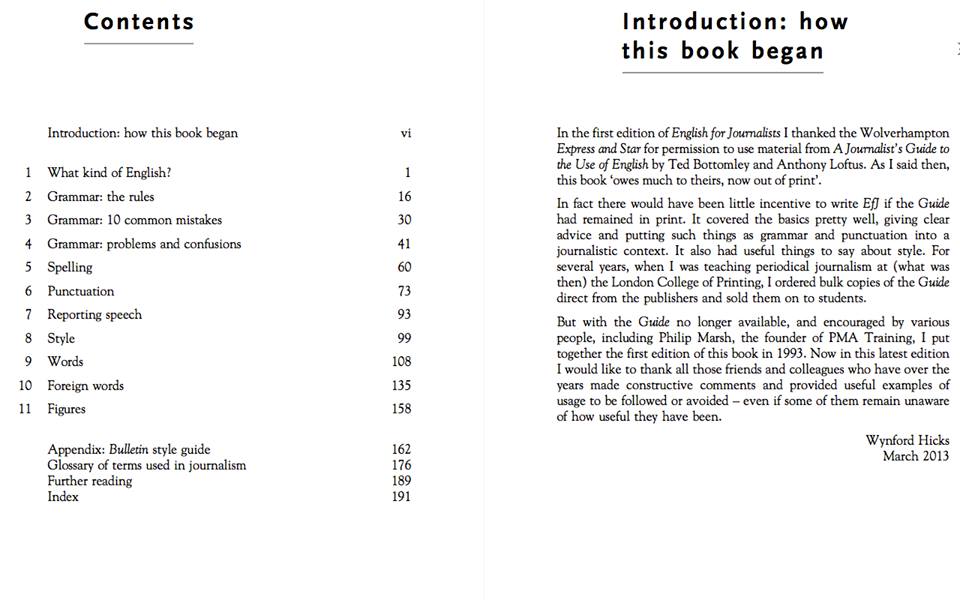 Contents
Introduction: how this book began vi
1 What kind of English? 1
2 Grammar: the rules 16
3 Grammar: 10 common mistakes 30
4 Grammar: problems and confusions 41
5 Spelling 60
6 Punctuation 73
7 Reporting speech 93
8 Style 99
9 Words 108
10 Foreign words 135
11 Figures 158
Appendix: Bulletin style guide 162
Glossary of terms used in journalism 176
Further reading 189
Index 191
Introduction: how
this book began
In the first edition of English for Journalists I thanked the Wolverhampton
Express and Star for permission to use material from A Journalist's Guide to
the Use of English by Ted Bottomley and Anthony Loftus. As I said then,
this book ‘owes much to theirs, now out of print’.
In fact there would have been little incentive to write EfJ if the Guide
had remained in print. It covered the basics pretty well, giving clear
advice and putting such things as grammar and punctuation into a
journalistic context. It also had useful things to say about style. For
several years, when I was teaching periodical journalism at (what was
then) the London College of Printing, I ordered bulk copies of the Guide
direct from the publishers and sold them on to students.
But with the Guide no longer available, and encouraged by various
people, including Philip Marsh, the founder of PMA Training, I put
together the first edition of this book in 1993. Now in this latest edition
I would like to thank all those friends and colleagues who have over the
years made constructive comments and provided useful examples of
usage to be followed or avoided – even if some of them remain unaware
of how useful they have been.
Wynford Hicks
March 2013